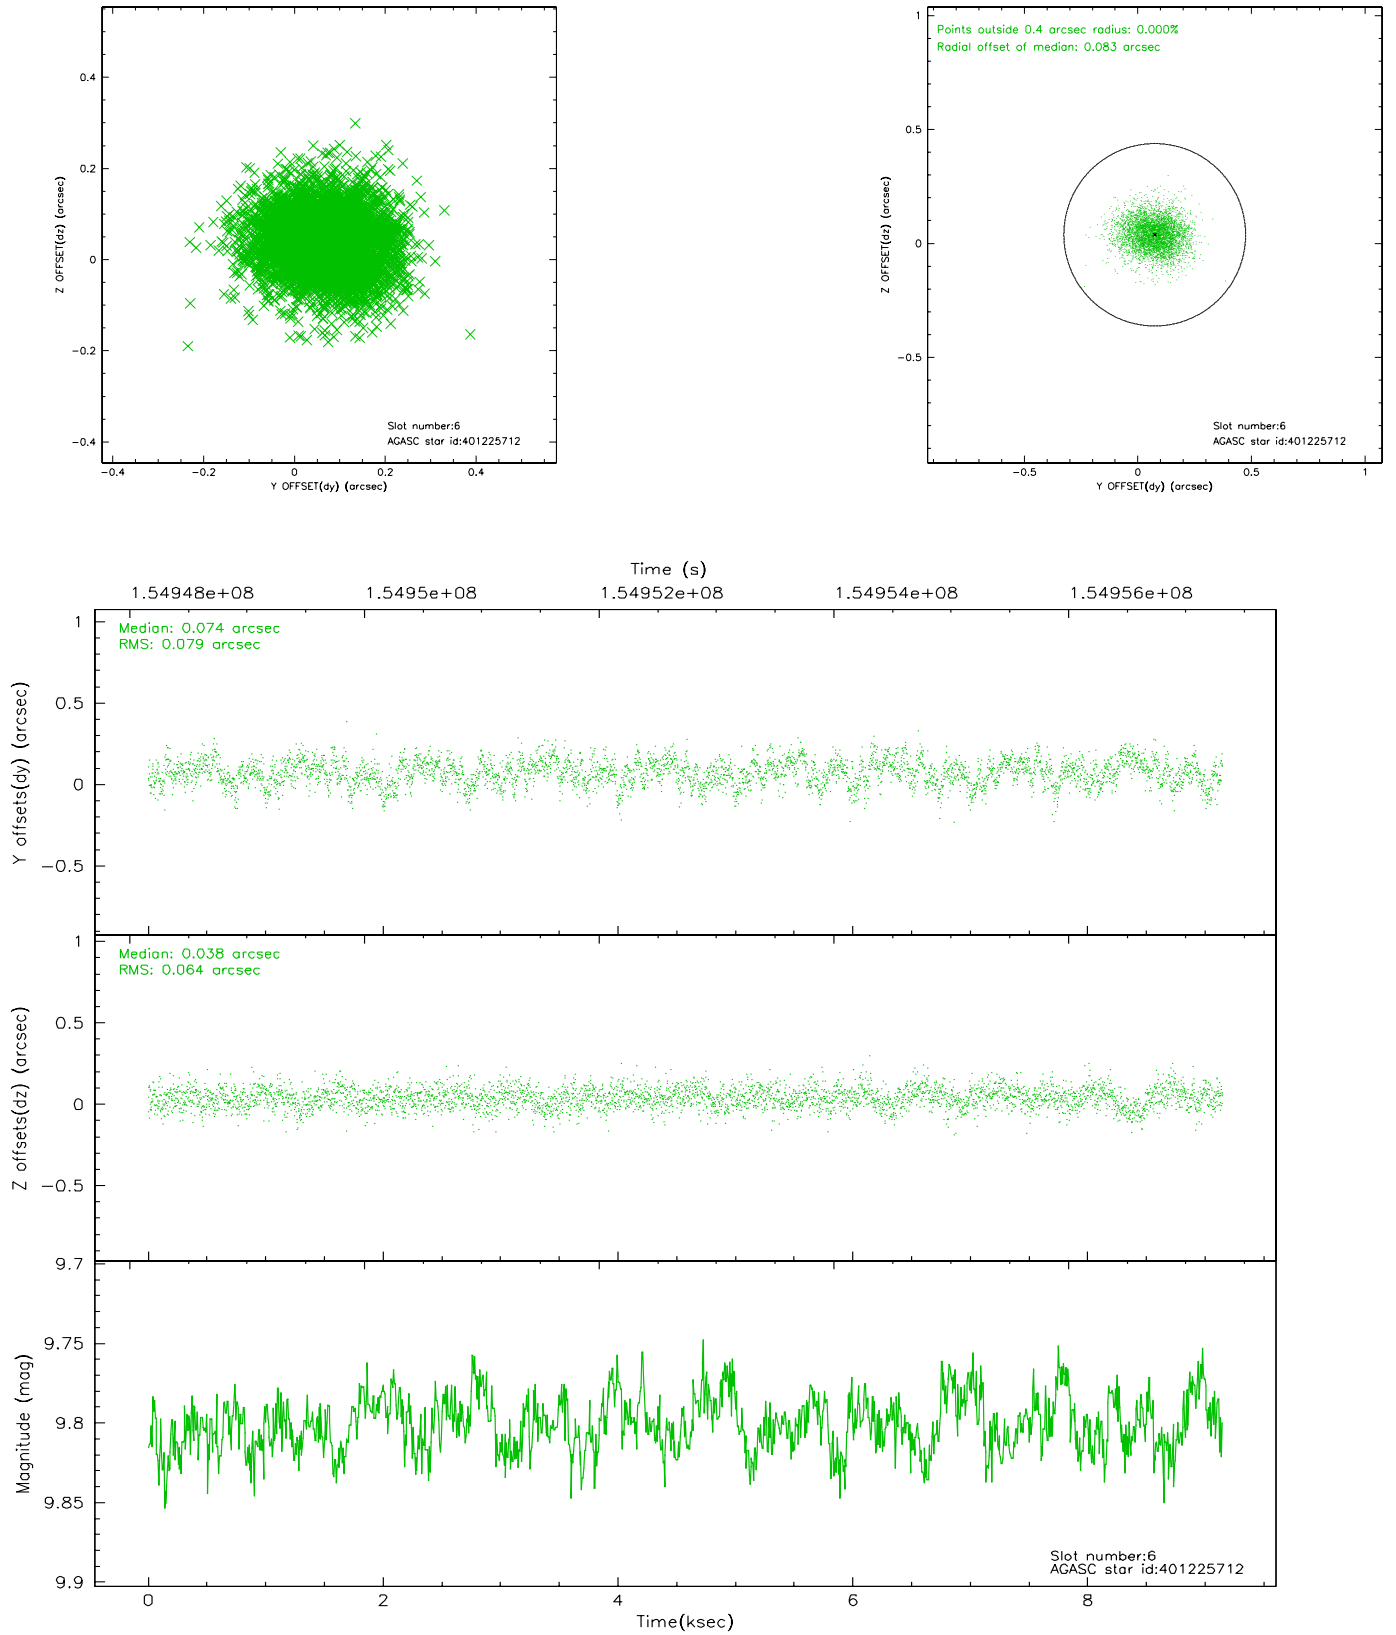 0.4
0.2
0
−0.2
−0.4
Z OFFSET(dz) (arcsec)
Slot number:6
AGASC star id:401225712
−0.4 −0.2 0 0.2 0.4
Y OFFSET(dy) (arcsec)
1
0.5
0
−0.5
Z OFFSET(dz) (arcsec)
Points outside 0.4 arcsec radius: 0.000%
Radial offset of median: 0.083 arcsec
Slot number:6
AGASC star id:401225712
−0.5 0 0.5 1
Y OFFSET(dy) (arcsec)
Time (s)
1.54948e+08 1.5495e+08 1.54952e+08 1.54954e+08 1.54956e+08
Median: 0.074 arcsec
RMS: 0.079 arcsec
1
0.5
0
−0.5
Y offsets(dy) (arcsec)
Median: 0.038 arcsec
RMS: 0.064 arcsec
1
0.5
0
−0.5
Z offsets(dz) (arcsec)
9.7
9.75
9.8
9.85
9.9
Magnitude (mag)
Slot number:6
AGASC star id:401225712
0 2 4 6 8
Time(ksec)